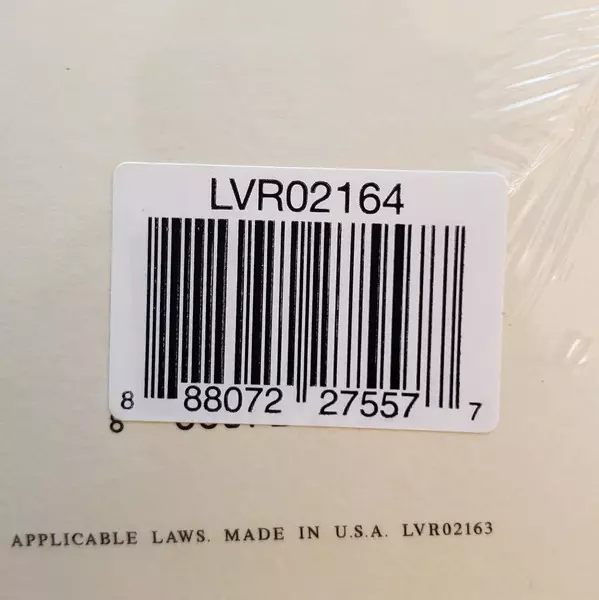 LVR02164
8 88072 27557 7
APPLICABLE LAWS. MADE IN U.S.A. LVR02163